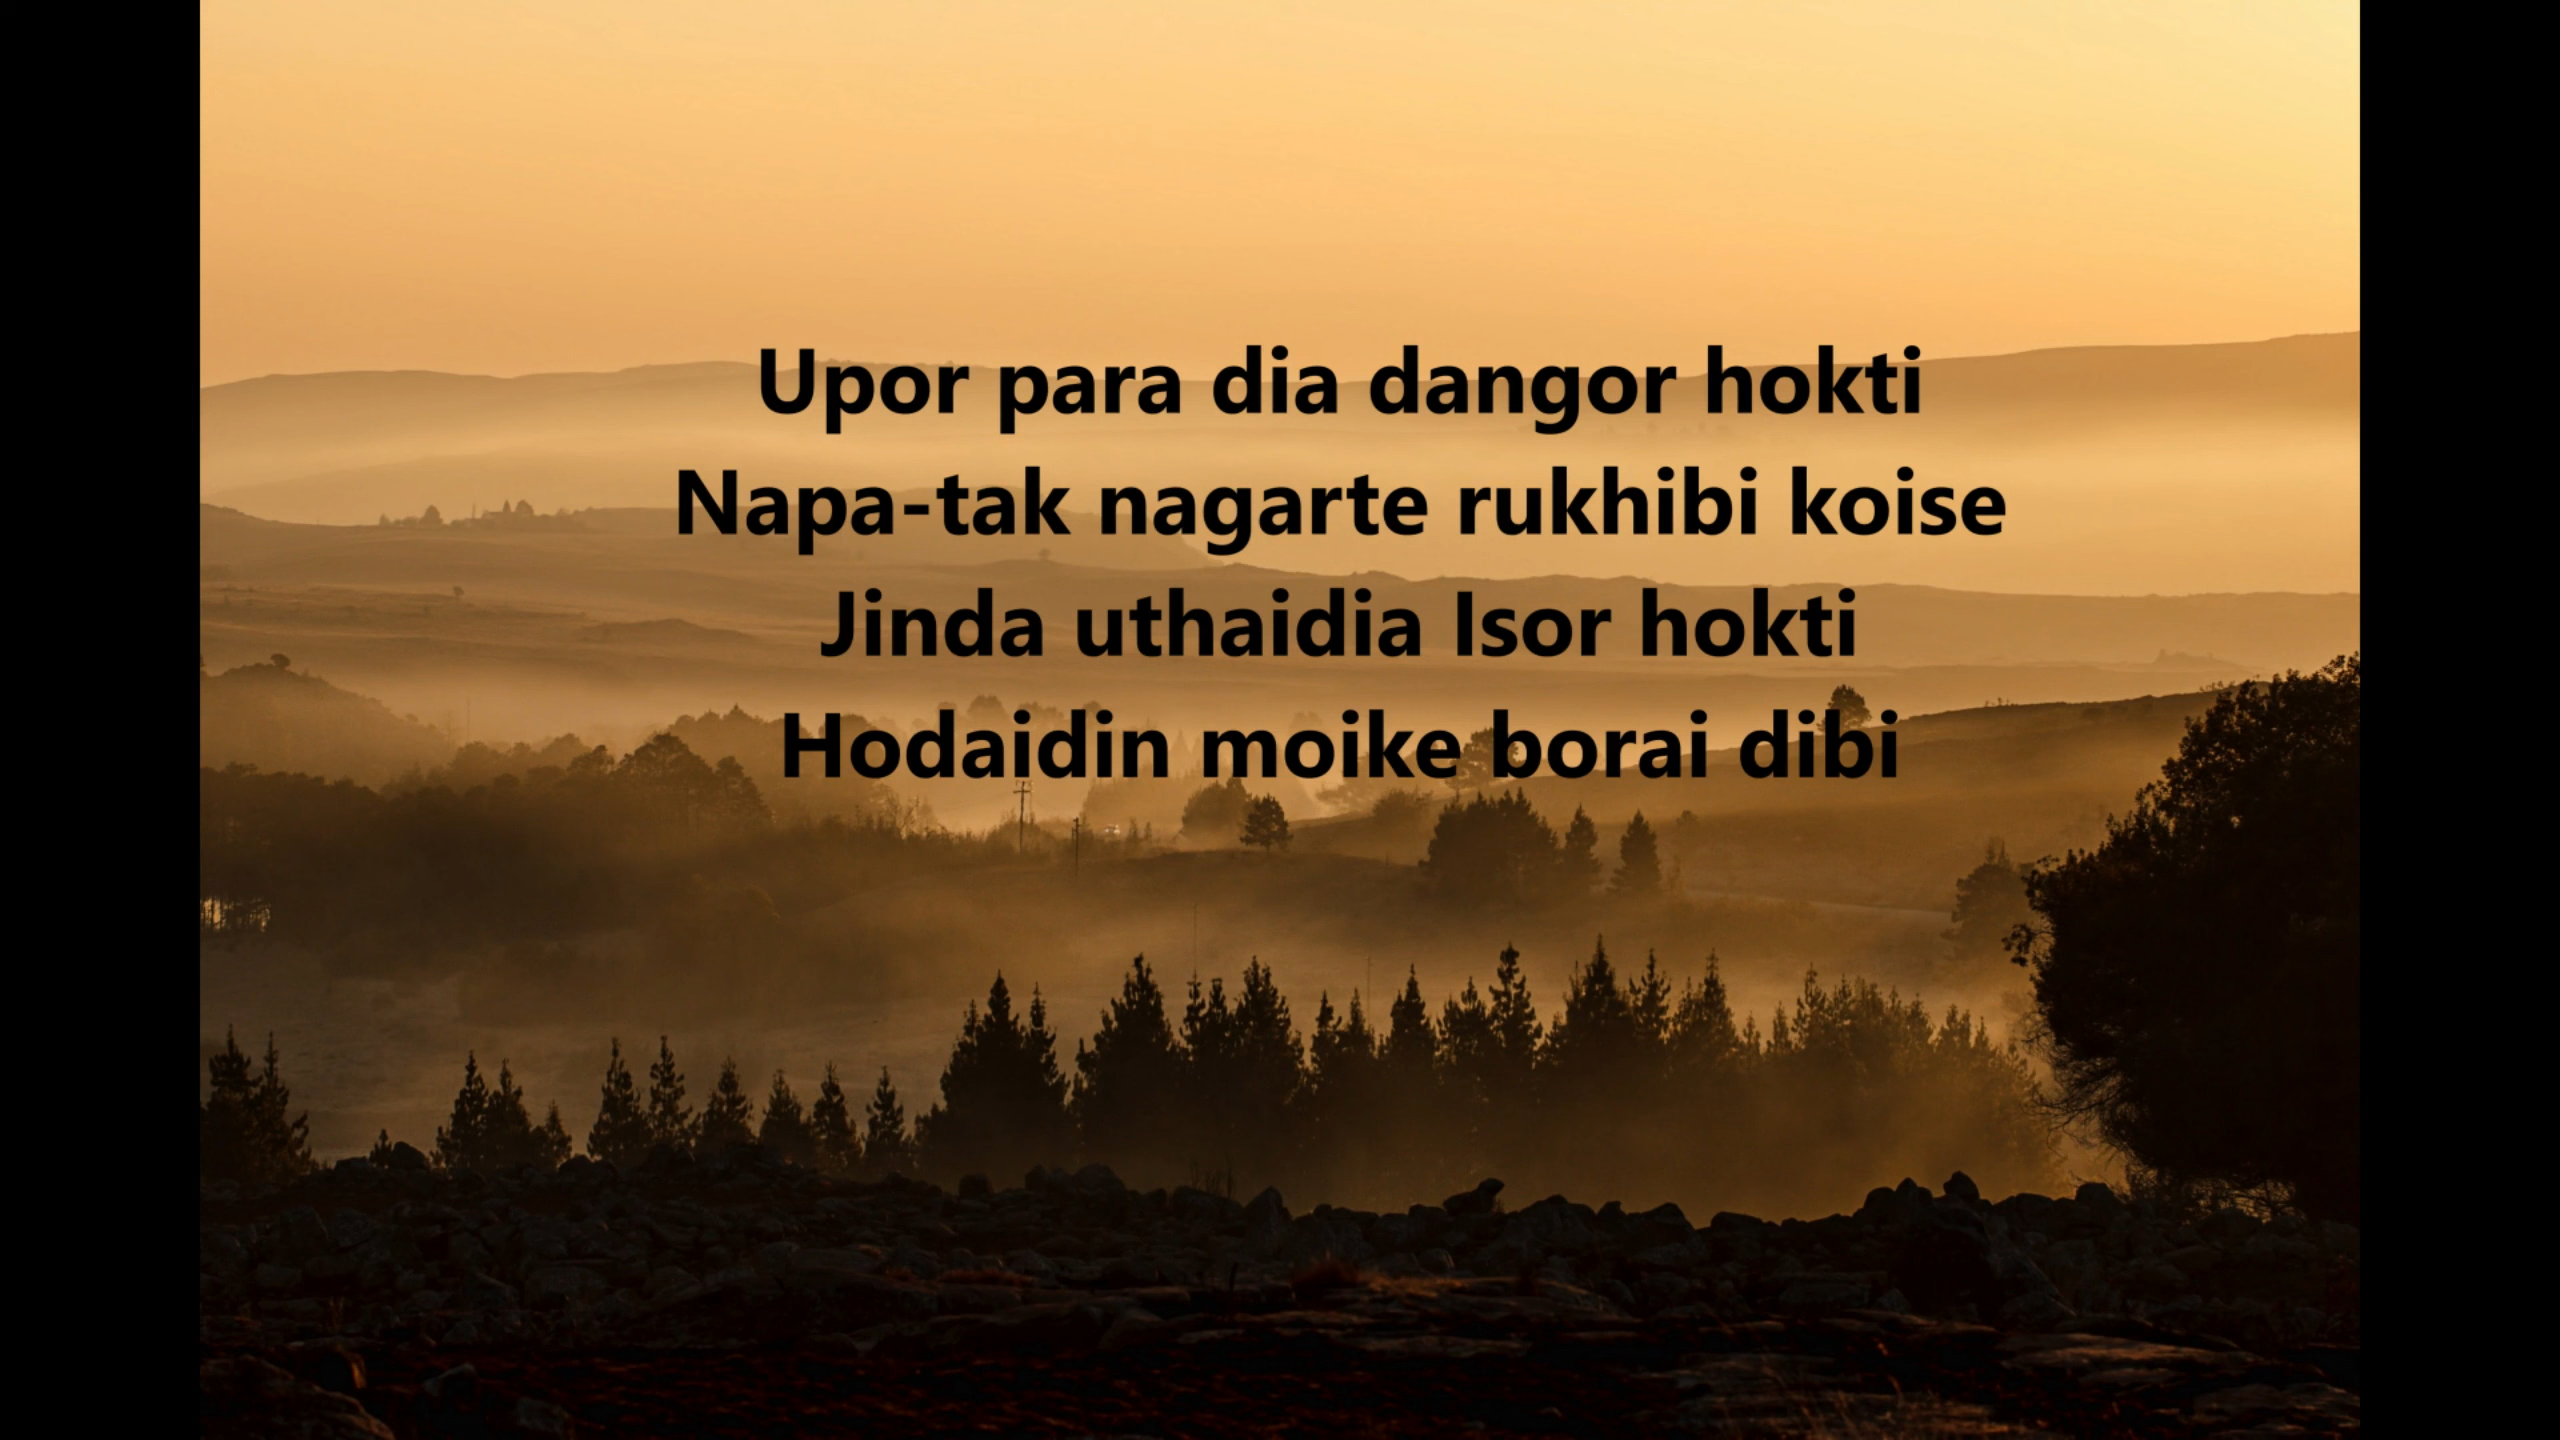 Upor para dia dangor hokti
Napa-tak nagarte rukhibi koise
Jinda uthaidia Isor hokti
Hodaidin moike borai dibi